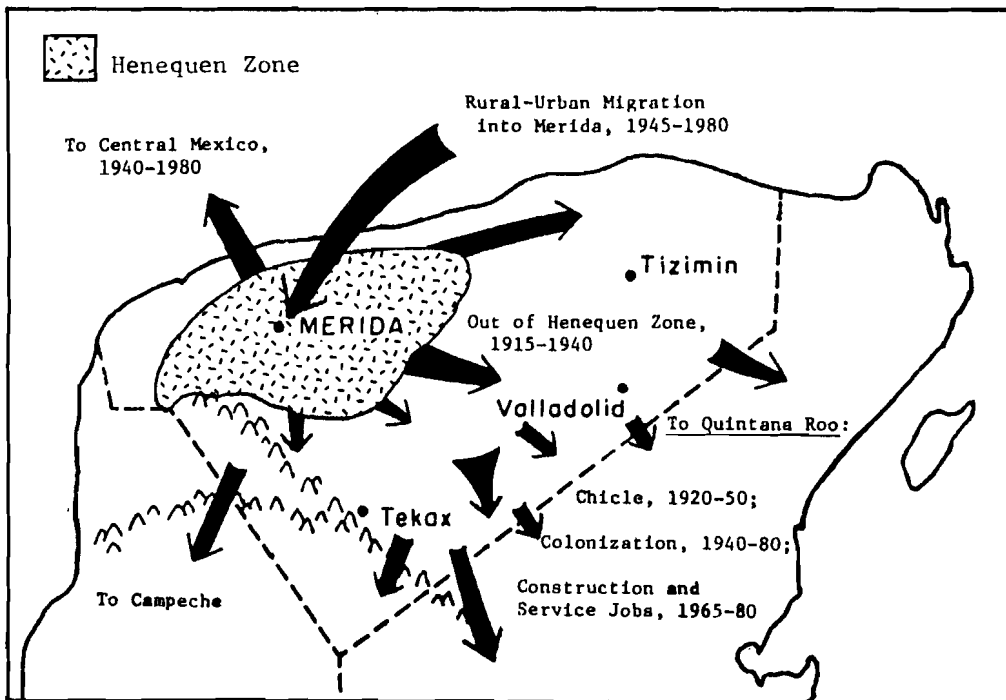 Henequen Zone
Rural-Urban Migration
into Merida, 1945-1980
To Central Mexico,
1940-1980
Tizimin
MERIDA
Out of Henequen Zone,
1915-1940
Valladolid
To Quintana Roo:
Chicle, 1920-50;
Tekax
Colonization, 1940-80;
To Campeche
Construction and
Service Jobs, 1965-80